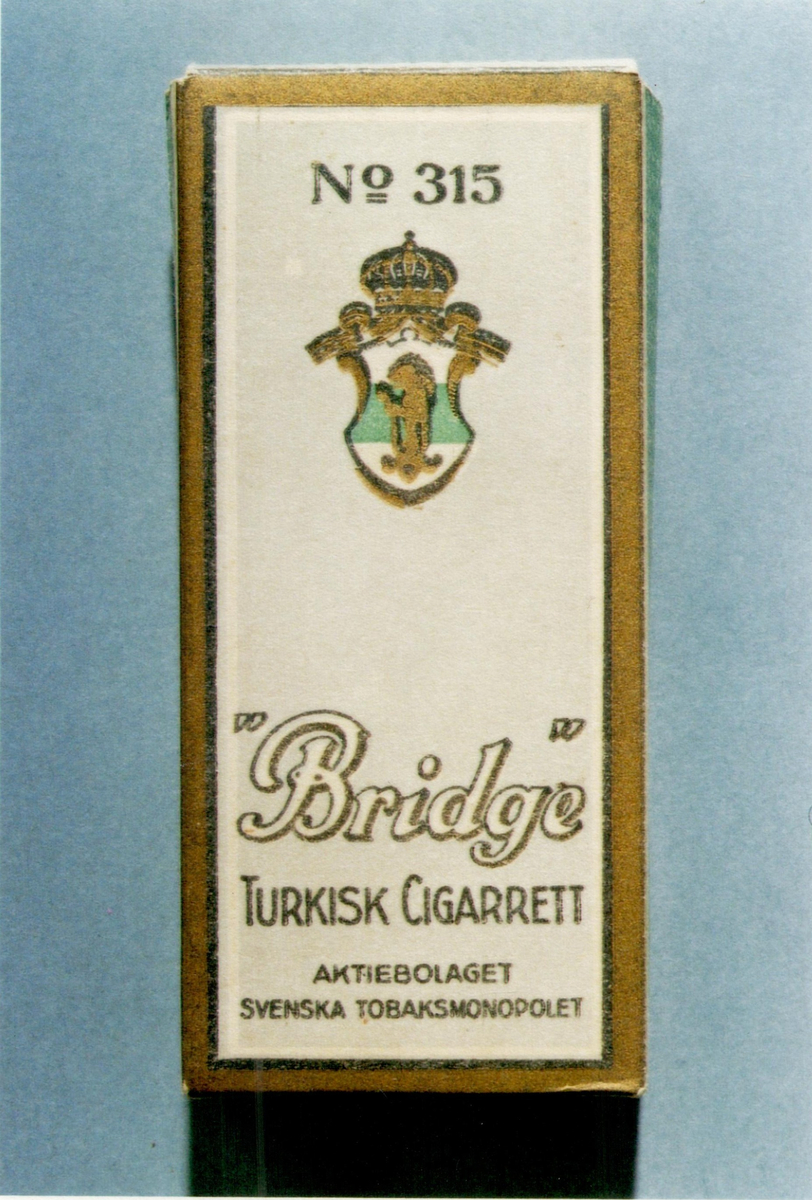 No 315
"Bridge"
TURKISK CIGARRETT
AKTIEBOLAGET
SVENSKA TOBAKSMONOPOLET